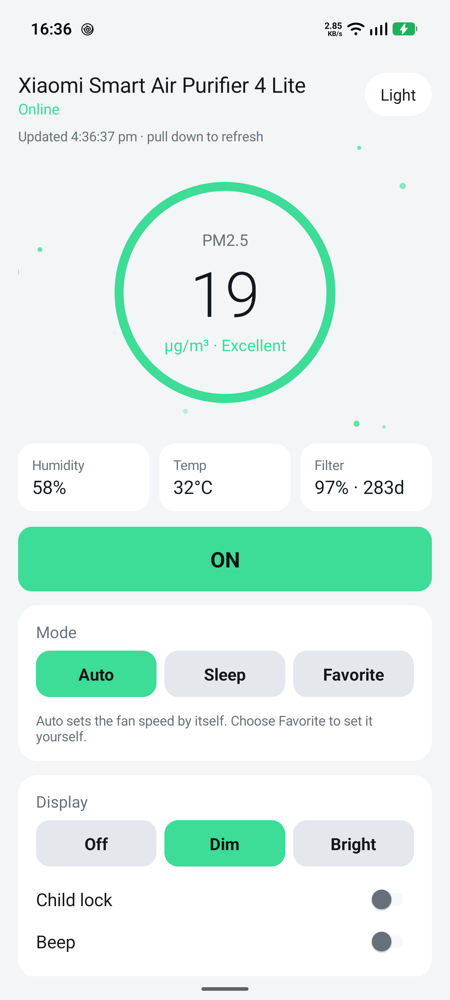 16:36
2.85
KB/s
Xiaomi Smart Air Purifier 4 Lite
Online
Light
Updated 4:36:37 pm · pull down to refresh
PM2.5
19
µg/m³ · Excellent
Humidity
58%
Temp
32°C
Filter
97% · 283d
ON
Mode
Auto
Sleep
Favorite
Auto sets the fan speed by itself. Choose Favorite to set it
yourself.
Display
Off
Dim
Bright
Child lock
Beep